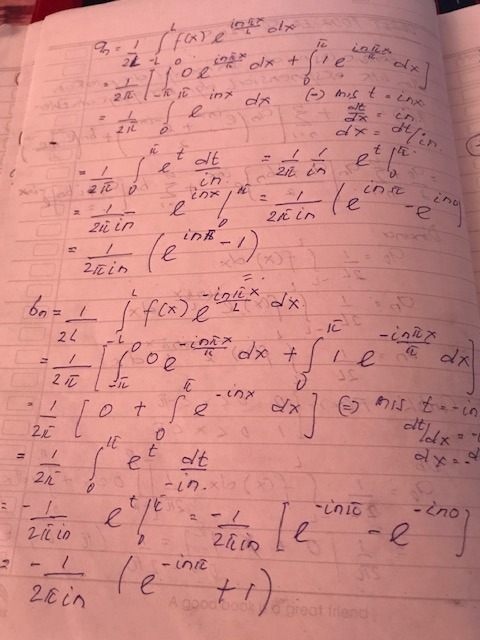 an = 1/2L ∫_{-L}^{L} f(x) e^{inπx/L} dx
= 1/2π [ ∫_{-π}^{0} 0 e^{inπx/π} dx + ∫_{0}^{π} 1 e^{inπx/π} dx ]
= 1/2π ∫_{0}^{π} e^{inx} dx (=) mis t = inx
dt/dx = in
dx = dt/in
= 1/2π ∫_{0}^{π} e^t dt/in = 1/2π 1/in e^t |_{0}^{π}
= 1/2πin e^{inx} |_{0}^{π} = 1/2πin (e^{inπ} - e^{in0})
= 1/2πin (e^{inπ} - 1)
bn = 1/2L ∫_{-L}^{L} f(x) e^{-inπx/L} dx
= 1/2π [ ∫_{-π}^{0} 0 e^{-inπx/π} dx + ∫_{0}^{π} 1 e^{-inπx/π} dx ]
= 1/2π [ 0 + ∫_{0}^{π} e^{-inx} dx ] (=) mis t = -in
dt/dx = -
dx = -
= 1/2π ∫_{0}^{π} e^t dt/-in.
= -1/2πin e^t |_{0}^{π} = -1/2πin [ e^{-inπ} - e^{-in0} ]
= -1/2πin (e^{-inπ} + 1)
A good book is a great friend